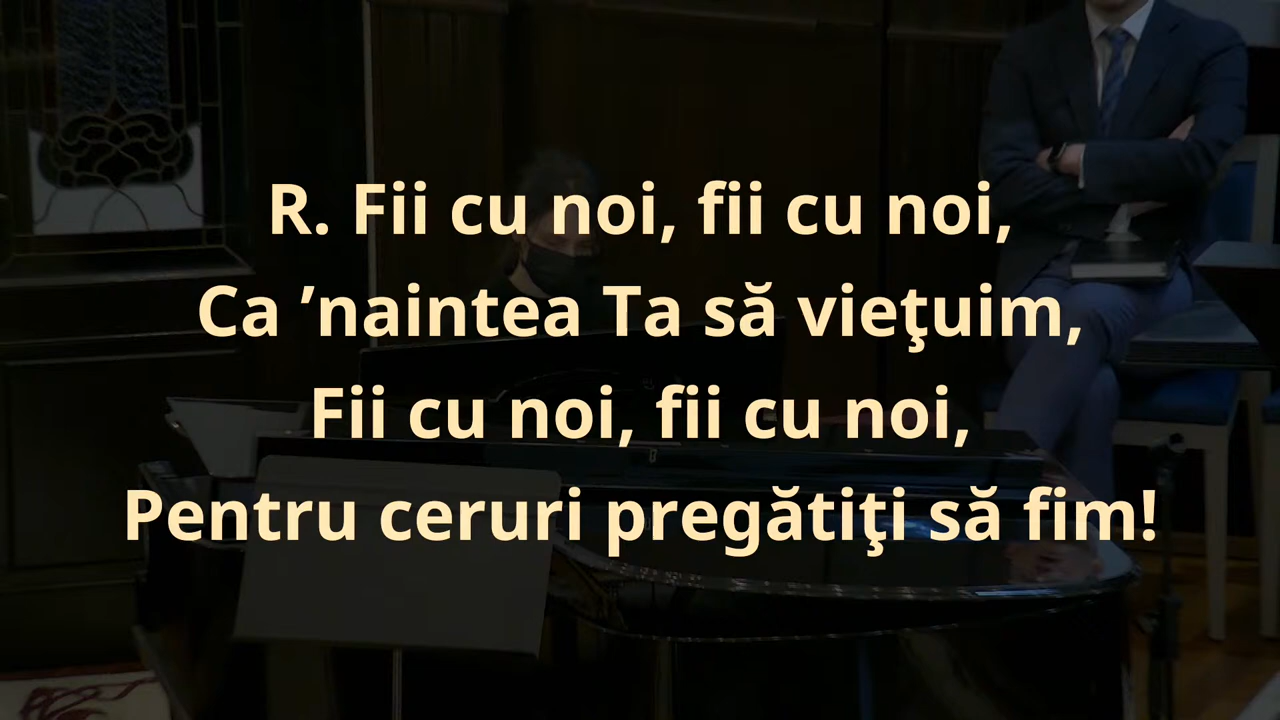 R. Fii cu noi, fii cu noi,
Ca ’naintea Ta să vieţuim,
Fii cu noi, fii cu noi,
Pentru ceruri pregătiţi să fim!